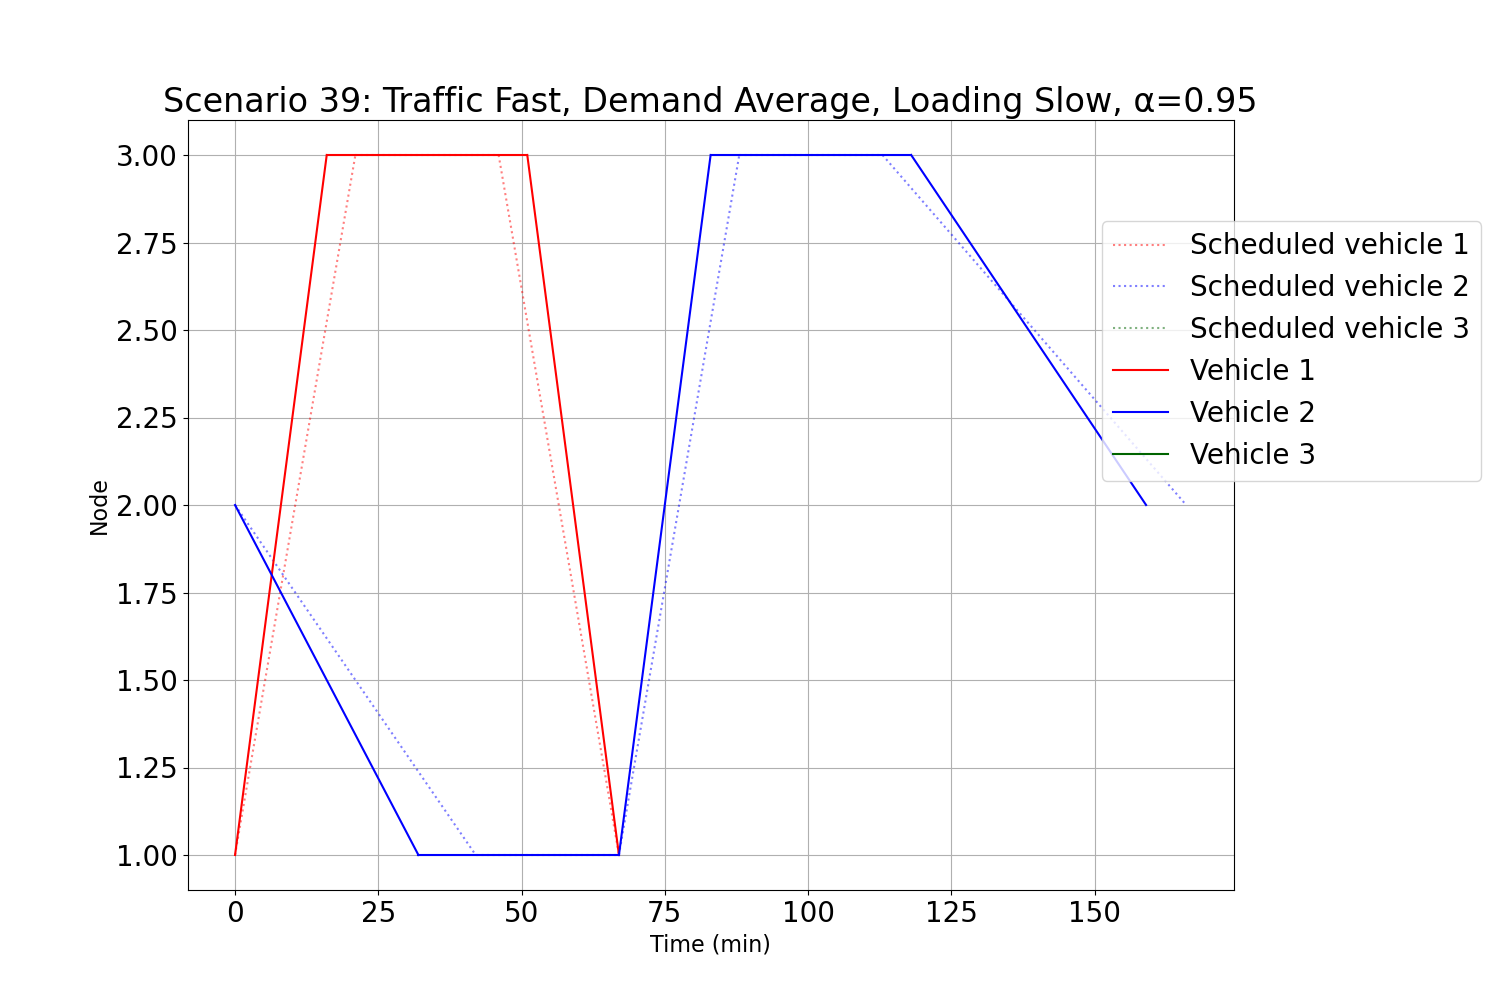 Scenario 39: Traffic Fast, Demand Average, Loading Slow, α=0.95
3.00
2.75
2.50
2.25
2.00
1.75
1.50
1.25
1.00
Node
0 25 50 75 100 125 150
Time (min)
Scheduled vehicle 1
Scheduled vehicle 2
Scheduled vehicle 3
Vehicle 1
Vehicle 2
Vehicle 3